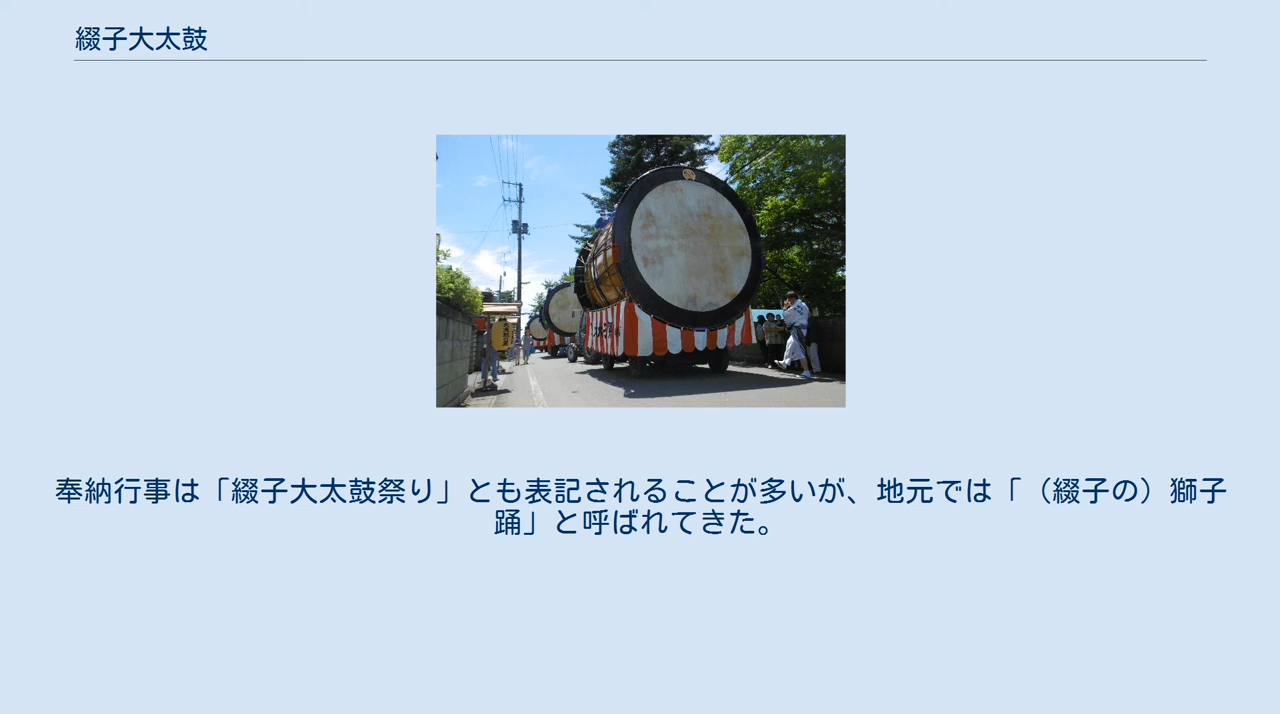 綴子大太鼓
奉納行事は「綴子大太鼓祭り」とも表記されることが多いが、地元では「（綴子の）獅子
踊」と呼ばれてきた。